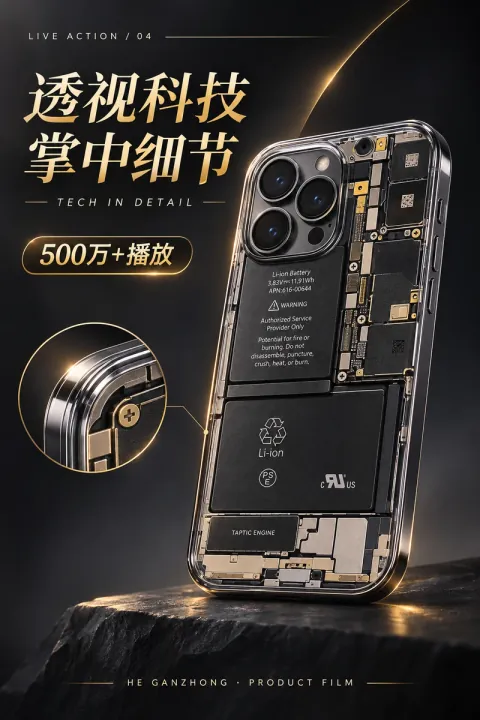 LIVE ACTION / 04
透视科技
掌中细节
TECH IN DETAIL
500万+播放
Li-ion Battery
3.83V⎓11.91Wh
APN:616-00644
WARNING
Authorized Service
Provider Only
Potential for fire or
burning. Do not
disassemble, puncture,
crush, heat, or burn.
Li-ion
PS
E
c RU US
TAPTIC ENGINE
HE GANZHONG · PRODUCT FILM